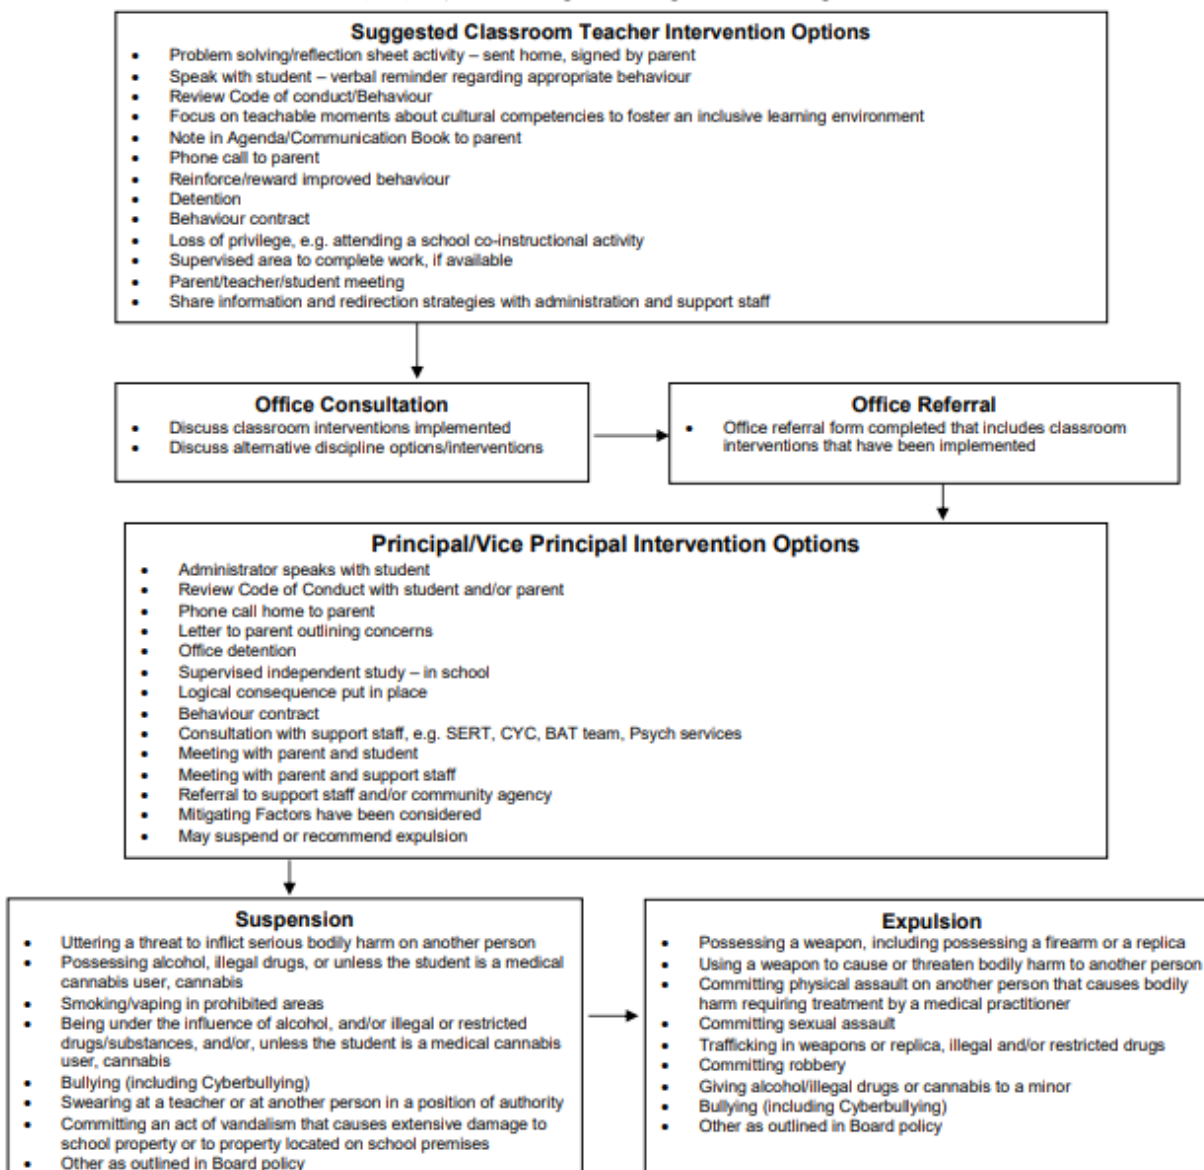 Suggested Classroom Teacher Intervention Options
• Problem solving/reflection sheet activity – sent home, signed by parent
• Speak with student – verbal reminder regarding appropriate behaviour
• Review Code of conduct/Behaviour
• Focus on teachable moments about cultural competencies to foster an inclusive learning environment
• Note in Agenda/Communication Book to parent
• Phone call to parent
• Reinforce/reward improved behaviour
• Detention
• Behaviour contract
• Loss of privilege, e.g. attending a school co-instructional activity
• Supervised area to complete work, if available
• Parent/teacher/student meeting
• Share information and redirection strategies with administration and support staff
Office Consultation
• Discuss classroom interventions implemented
• Discuss alternative discipline options/interventions
Office Referral
• Office referral form completed that includes classroom
interventions that have been implemented
Principal/Vice Principal Intervention Options
• Administrator speaks with student
• Review Code of Conduct with student and/or parent
• Phone call home to parent
• Letter to parent outlining concerns
• Office detention
• Supervised independent study – in school
• Logical consequence put in place
• Behaviour contract
• Consultation with support staff, e.g. SERT, CYC, BAT team, Psych services
• Meeting with parent and student
• Meeting with parent and support staff
• Referral to support staff and/or community agency
• Mitigating Factors have been considered
• May suspend or recommend expulsion
Suspension
• Uttering a threat to inflict serious bodily harm on another person
• Possessing alcohol, illegal drugs, or unless the student is a medical
cannabis user, cannabis
• Smoking/vaping in prohibited areas
• Being under the influence of alcohol, and/or illegal or restricted
drugs/substances, and/or, unless the student is a medical cannabis
user, cannabis
• Bullying (including Cyberbullying)
• Swearing at a teacher or at another person in a position of authority
• Committing an act of vandalism that causes extensive damage to
school property or to property located on school premises
• Other as outlined in Board policy
Expulsion
• Possessing a weapon, including possessing a firearm or a replica
• Using a weapon to cause or threaten bodily harm to another person
• Committing physical assault on another person that causes bodily
harm requiring treatment by a medical practitioner
• Committing sexual assault
• Trafficking in weapons or replica, illegal and/or restricted drugs
• Committing robbery
• Giving alcohol/illegal drugs or cannabis to a minor
• Bullying (including Cyberbullying)
• Other as outlined in Board policy